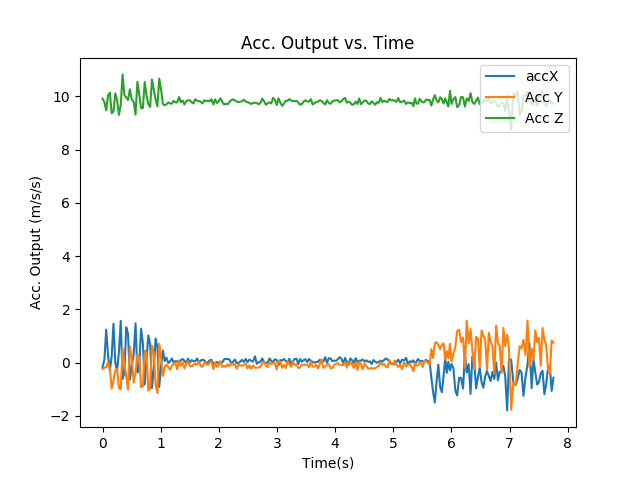 Acc. Output vs. Time
accX
Acc Y
Acc Z
Acc. Output (m/s/s)
10
8
6
4
2
0
−2
0 1 2 3 4 5 6 7 8
Time(s)